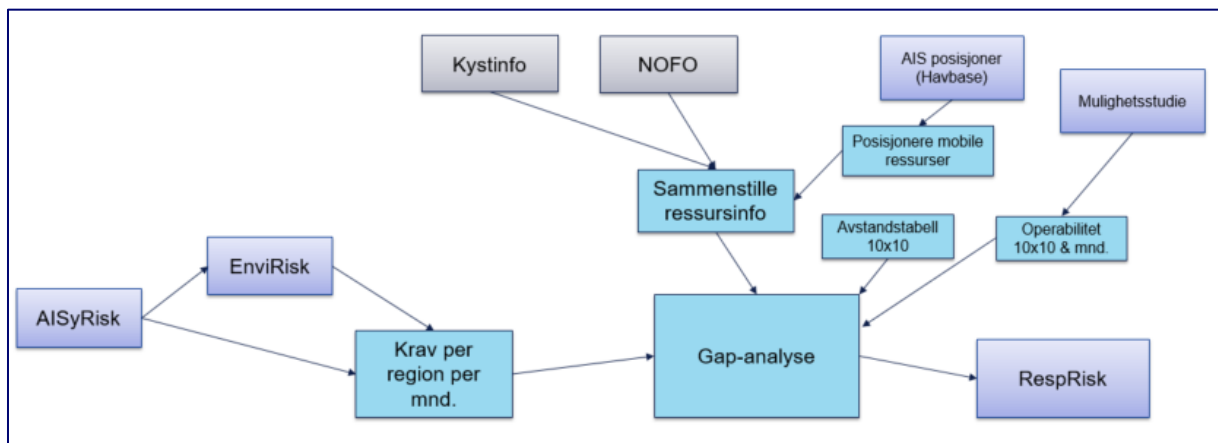 Kystinfo
NOFO
AIS posisjoner
(Havbase)
Mulighetsstudie
Posisjonere mobile
ressurser
Sammenstille
ressursinfo
Avstandstabell
10x10
Operabilitet
10x10 & mnd.
EnviRisk
AISyRisk
Krav per
region per
mnd.
Gap-analyse
RespRisk